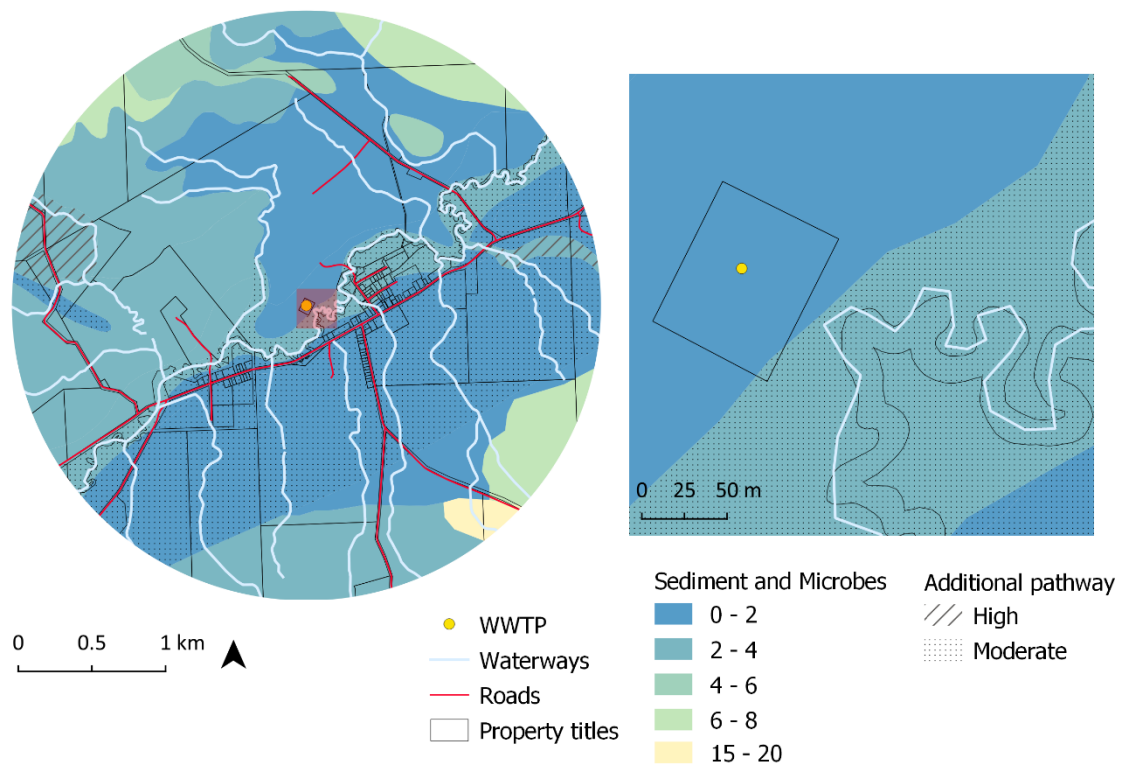 0 25 50 m
0 0.5 1 km
WWTP
Waterways
Roads
Property titles
Sediment and Microbes
0 - 2
2 - 4
4 - 6
6 - 8
15 - 20
Additional pathway
High
Moderate